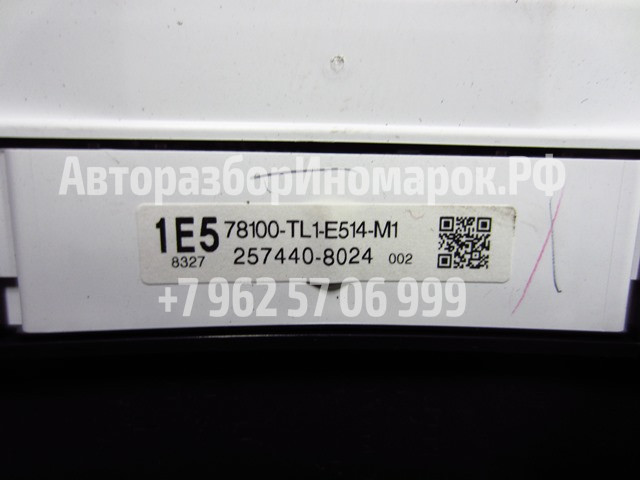 АвторазборИномарок.РФ
1E5 78100-TL1-E514-M1
8327 257440-8024 002
+7 962 57 06 999